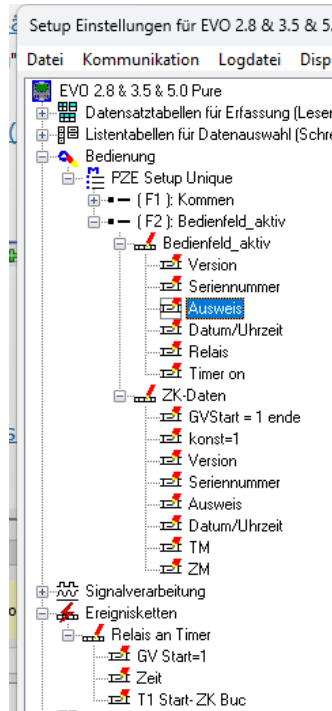 Setup Einstellungen für EVO 2.8 & 3.5 & 5.
Datei Kommunikation Logdatei Disp
EVO 2.8 & 3.5 & 5.0 Pure
Datensatztabellen für Erfassung (Leser
Listentabellen für Datenauswahl (Schre
Bedienung
PZE Setup Unique
( F1 ): Kommen
( F2 ): Bedienfeld_aktiv
Bedienfeld_aktiv
Version
Seriennummer
Ausweis
Datum/Uhrzeit
Relais
Timer on
ZK-Daten
GVStart = 1 ende
konst=1
Version
Seriennummer
Ausweis
Datum/Uhrzeit
TM
ZM
Signalverarbeitung
Ereignisketten
Relais an Timer
GV Start=1
Zeit
T1 Start- ZK Buc